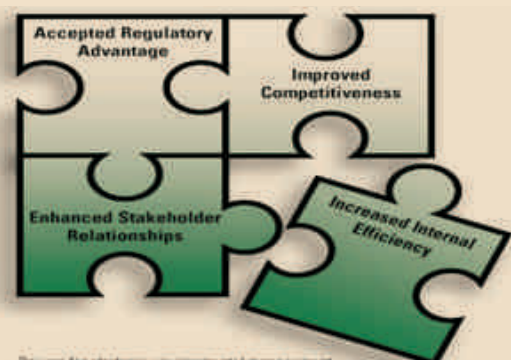 Accepted Regulatory
Advantage
Improved
Competitiveness
Enhanced Stakeholder
Relationships
Increased Internal
Efficiency